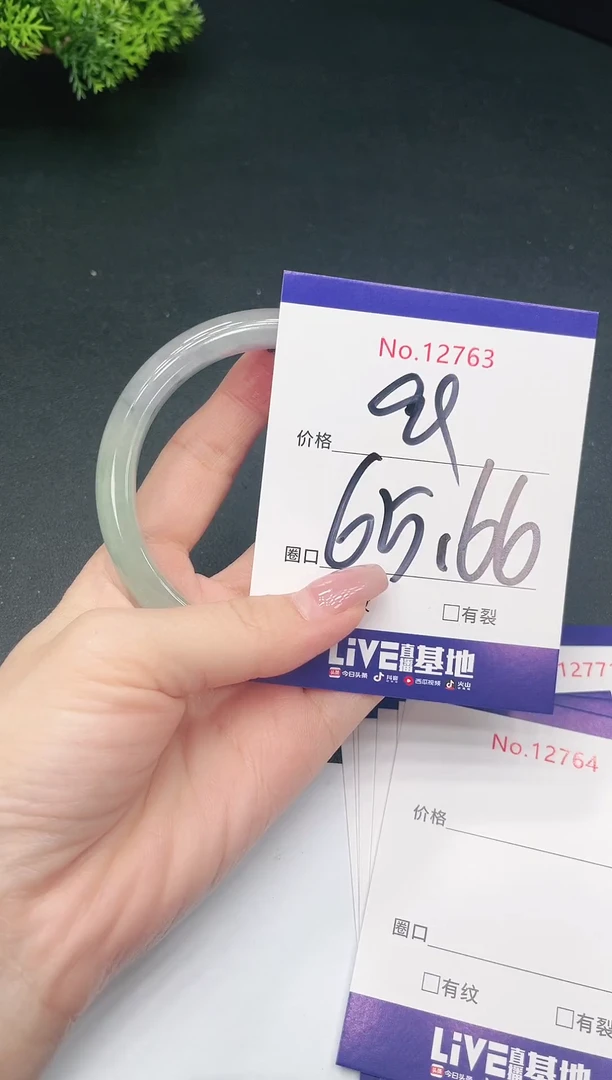 No.12763
价格
圈口 65.66
□有裂
LiVE直播基地
今日头条 抖音 西瓜视频 火山
1277
No.12764
价格
圈口
□有纹 □有裂
LiVE直播基地
今日头条